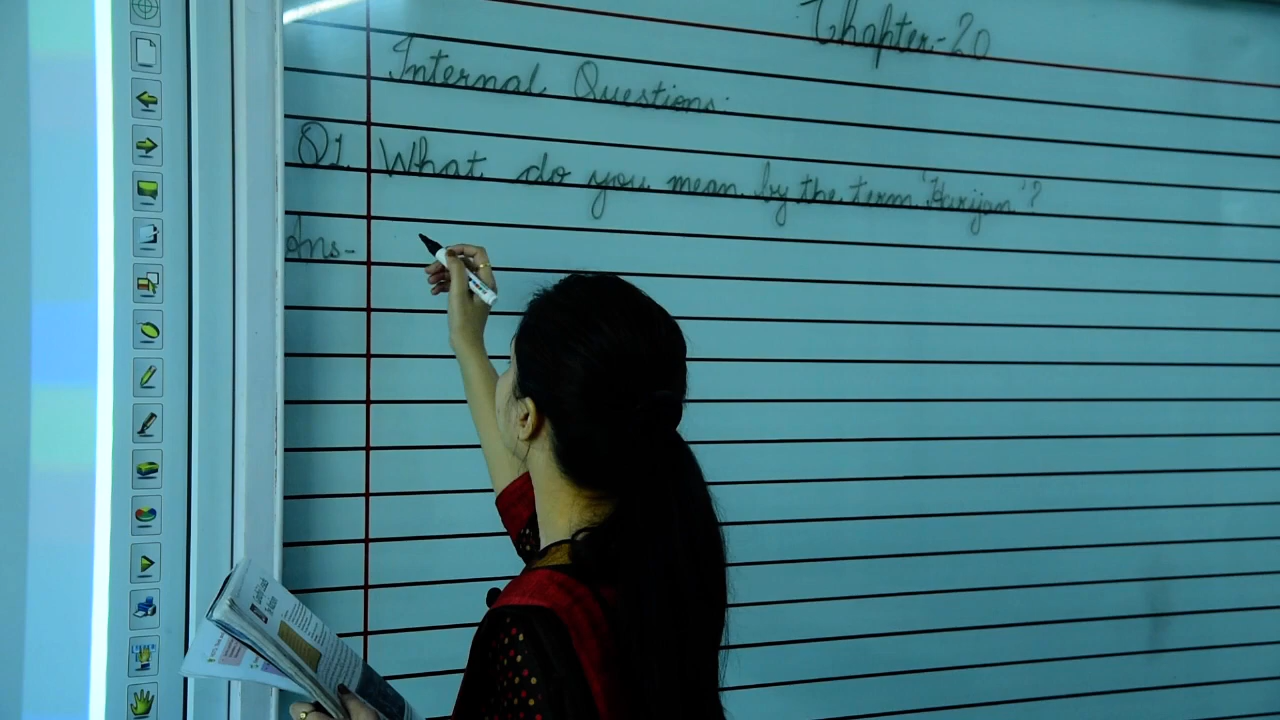 Chapter-20
Internal Questions.
Q1. What do you mean by the term 'Harijan'?
Ans-